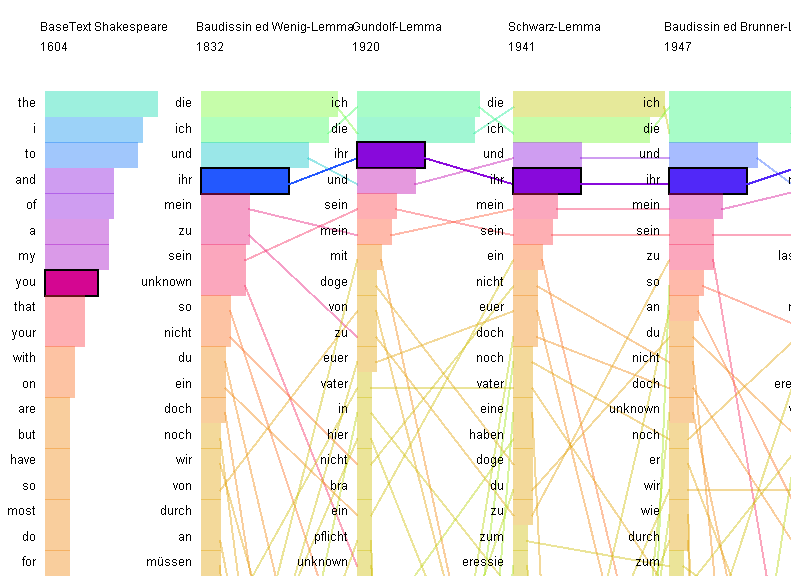 BaseText Shakespeare Baudissin ed Wenig-Lemma Gundolf-Lemma Schwarz-Lemma Baudissin ed Brunner-L
1604 1832 1920 1941 1947
the die ich die ich
i ich die ich die
to und ihr und und
and ihr und ihr ihr
of mein sein mein mein
a zu mein sein sein
my sein mit ein zu las
you unknown doge nicht so
that so von euer an
your nicht zu doch du
with du euer noch nicht
on ein vater vater doch ere
are doch in eine unknown
but noch hier haben noch
have wir nicht doge er
so von bra du wir
most durch ein zu wie
do an pflicht zum durch
for müssen unknown eressie zum